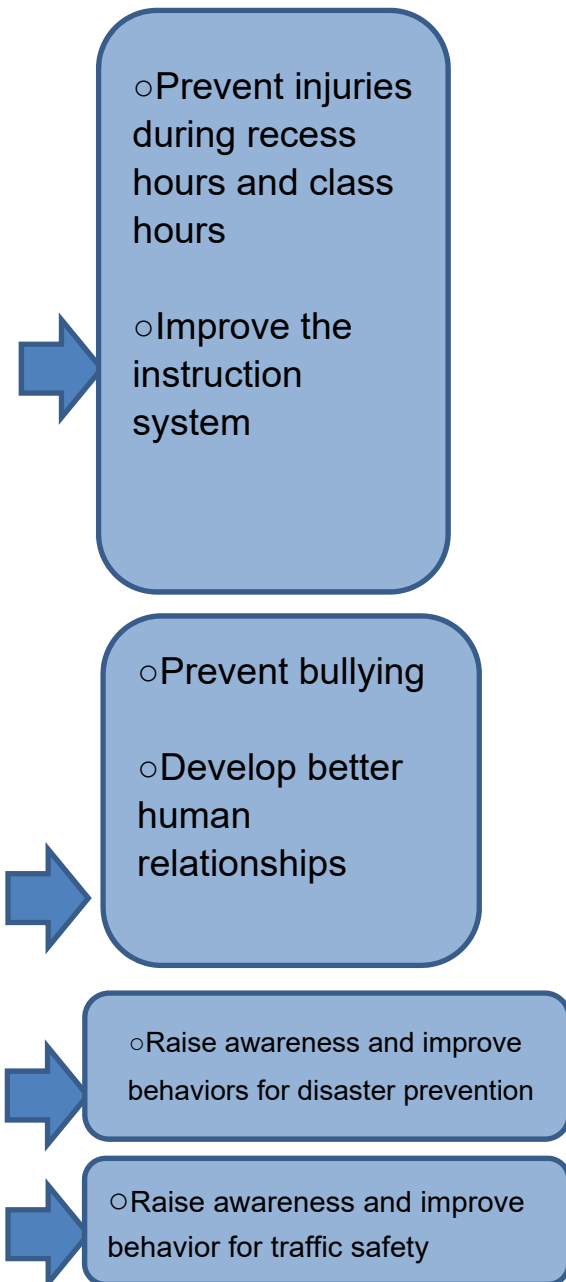 ○Prevent injuries
during recess
hours and class
hours
○Improve the
instruction
system
○Prevent bullying
○Develop better
human
relationships
○Raise awareness and improve
behaviors for disaster prevention
○Raise awareness and improve
behavior for traffic safety